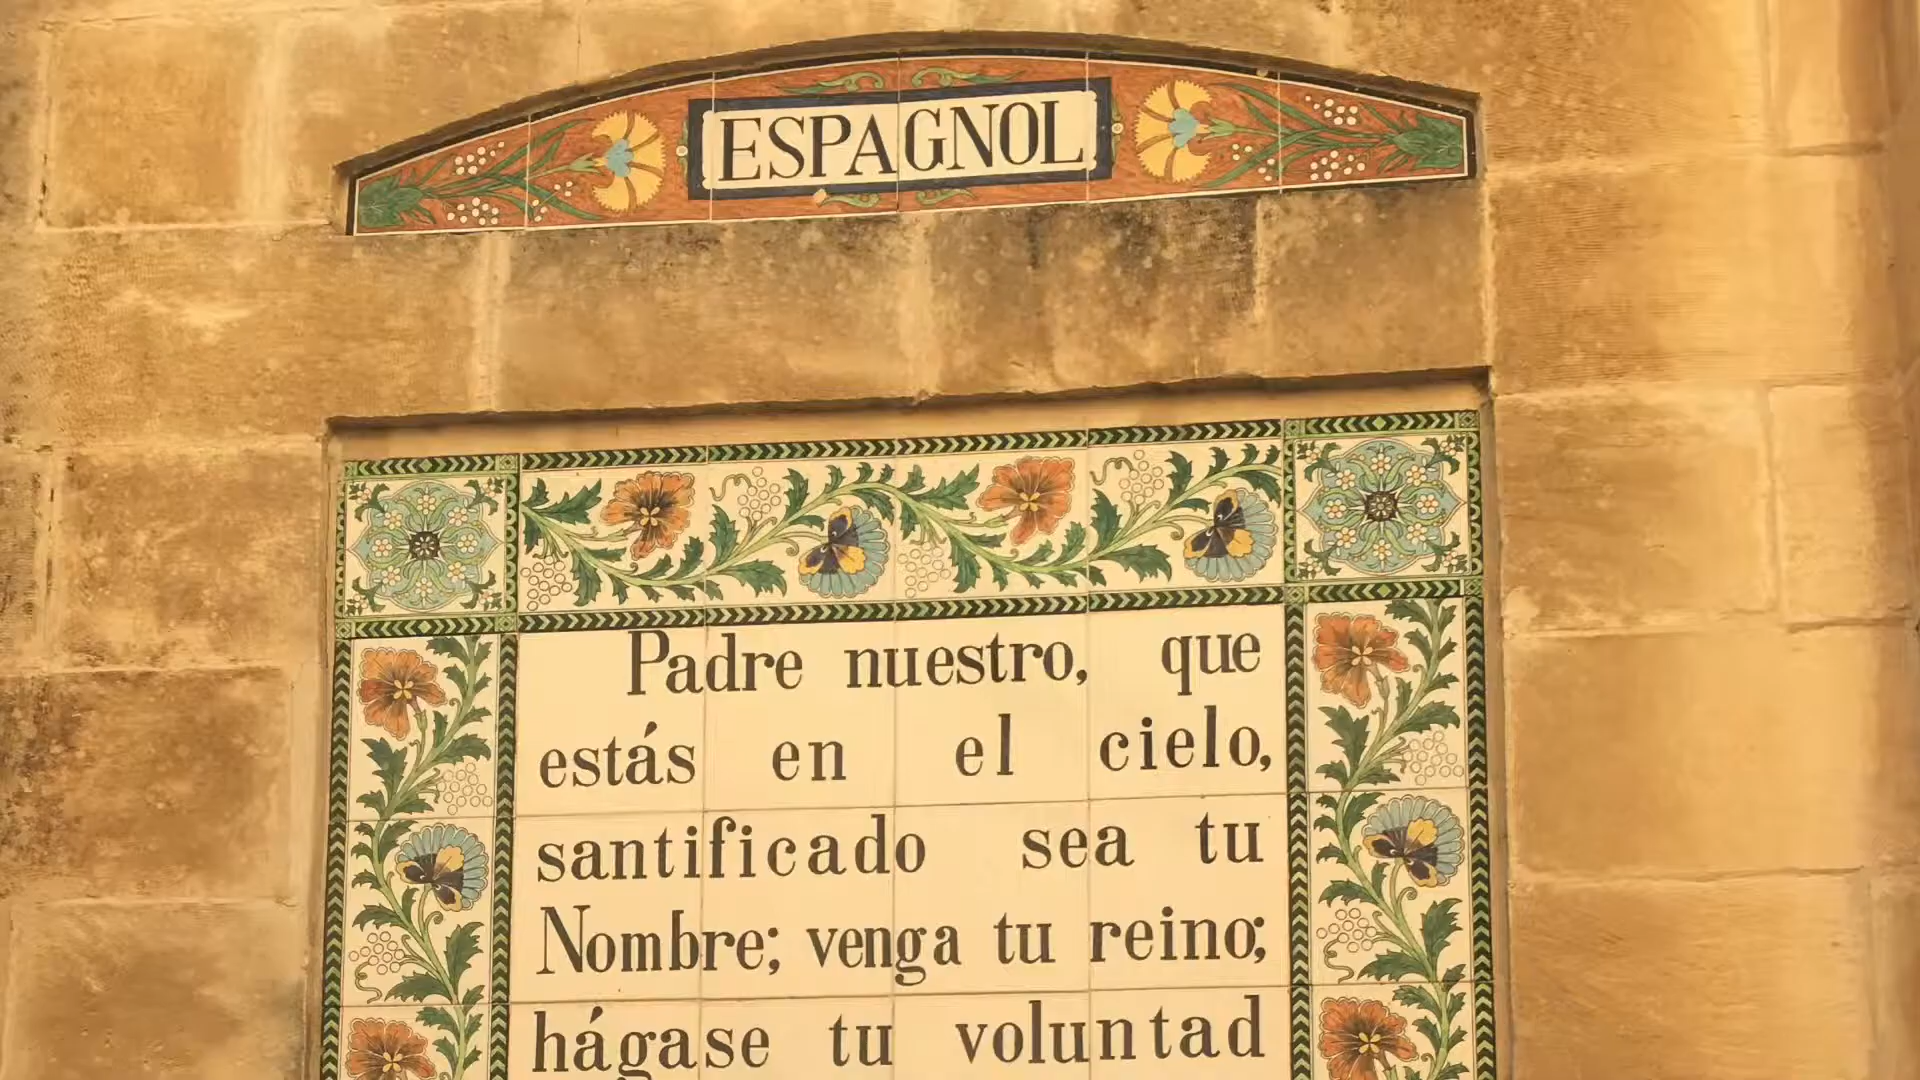 ESPAGNOL
Padre nuestro, que
estás en el cielo,
santificado sea tu
Nombre; venga tu reino;
hágase tu voluntad